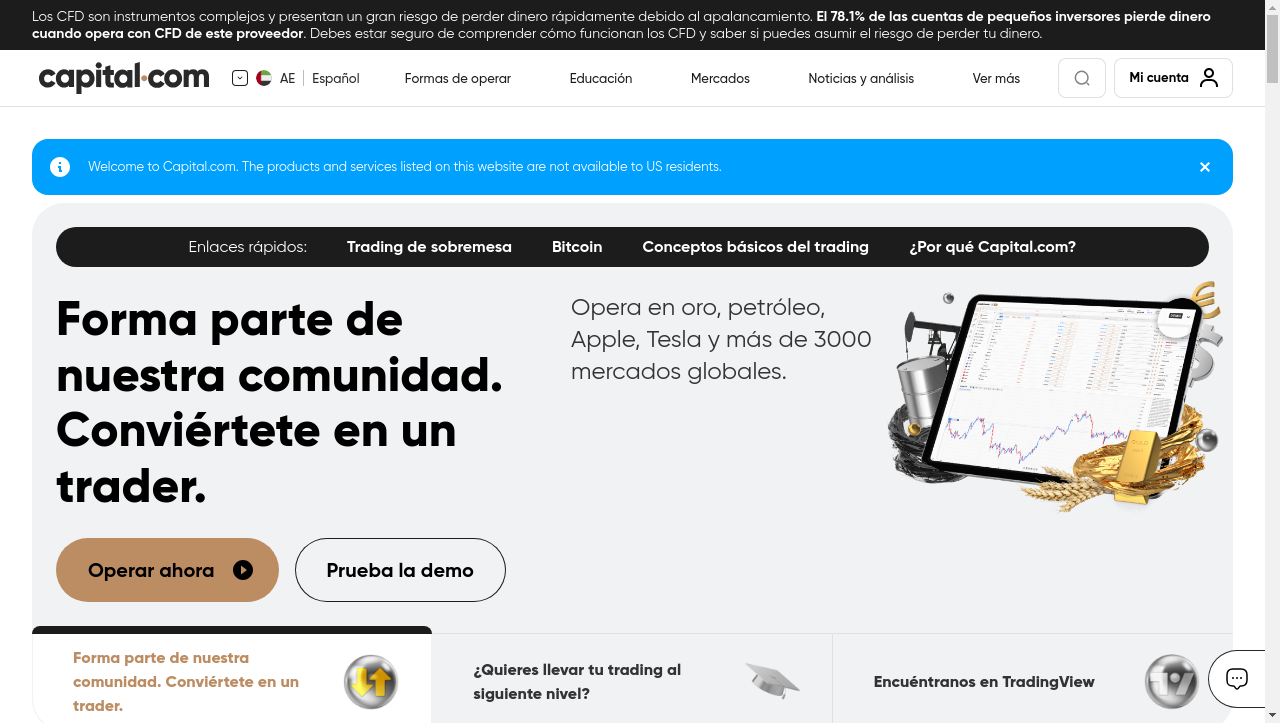 Los CFD son instrumentos complejos y presentan un gran riesgo de perder dinero rápidamente debido al apalancamiento. El 78.1% de las cuentas de pequeños inversores pierde dinero
cuando opera con CFD de este proveedor. Debes estar seguro de comprender cómo funcionan los CFD y saber si puedes asumir el riesgo de perder tu dinero.
capital.com
AE
Español
Formas de operar
Educación
Mercados
Noticias y análisis
Ver más
Mi cuenta
Welcome to Capital.com. The products and services listed on this website are not available to US residents.
Enlaces rápidos:
Trading de sobremesa
Bitcoin
Conceptos básicos del trading
¿Por qué Capital.com?
Forma parte de
nuestra comunidad.
Conviértete en un
trader.
Opera en oro, petróleo,
Apple, Tesla y más de 3000
mercados globales.
Operar ahora
Prueba la demo
Forma parte de nuestra
comunidad. Conviértete en un
trader.
¿Quieres llevar tu trading al
siguiente nivel?
Encuéntranos en TradingView